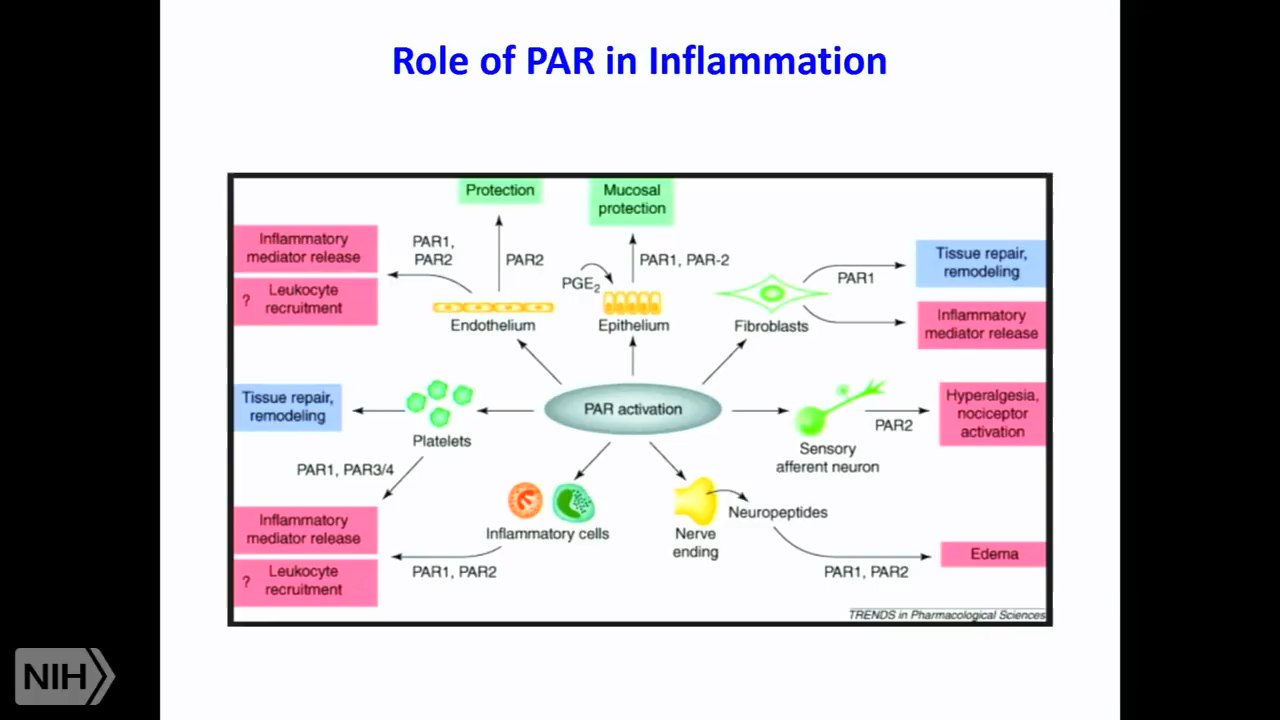 Role of PAR in Inflammation
Protection
Mucosal
protection
Inflammatory
mediator release
? Leukocyte
recruitment
PAR1,
PAR2
PAR2
PGE2
PAR1, PAR-2
Endothelium
Epithelium
Fibroblasts
PAR1
Tissue repair,
remodeling
Inflammatory
mediator release
Tissue repair,
remodeling
Platelets
PAR activation
Sensory
afferent neuron
PAR2
Hyperalgesia,
nociceptor
activation
PAR1, PAR3/4
Inflammatory
mediator release
? Leukocyte
recruitment
Inflammatory cells
PAR1, PAR2
Nerve
ending
Neuropeptides
PAR1, PAR2
Edema
TRENDS in Pharmacological Sciences
NIH